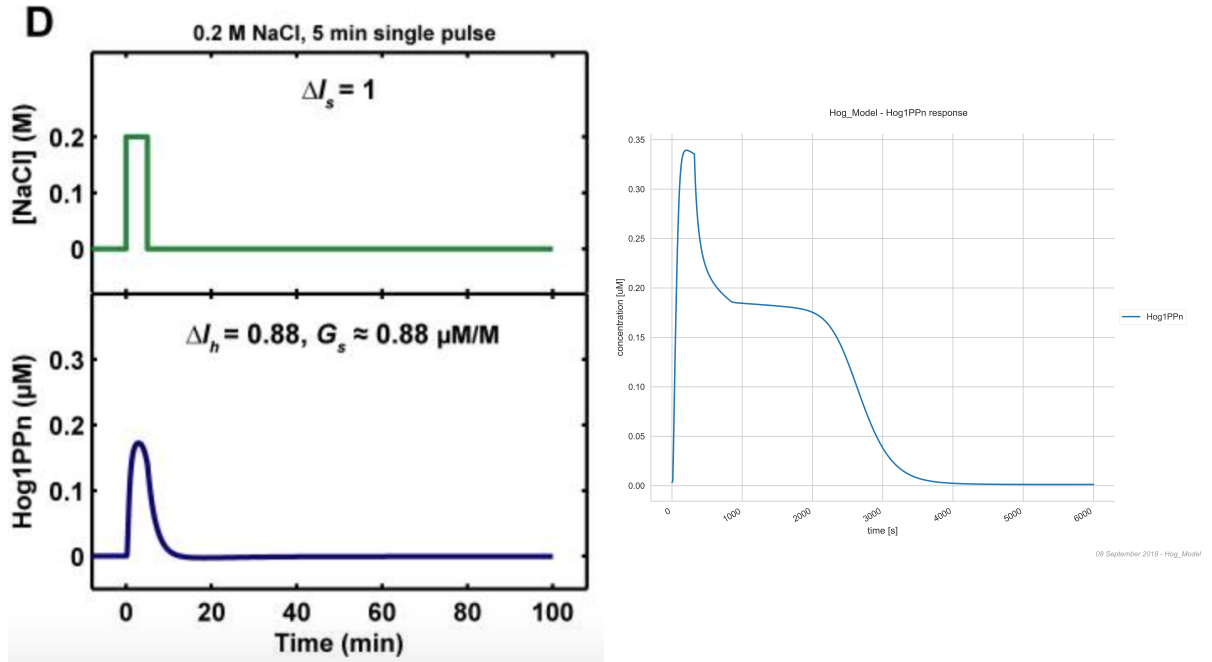 D
0.2 M NaCl, 5 min single pulse
ΔI_s = 1
[NaCl] (M)
0.2
0.1
0
ΔI_h = 0.88, G_s ≈ 0.88 μM/M
Hog1PPn (μM)
0.3
0.2
0.1
0
0 20 40 60 80 100
Time (min)
Hog_Model - Hog1PPn response
concentration [uM]
0.35
0.30
0.25
0.20
0.15
0.10
0.05
0.00
0 1000 2000 3000 4000 5000 6000
time [s]
Hog1PPn
08 September 2018 - Hog_Model